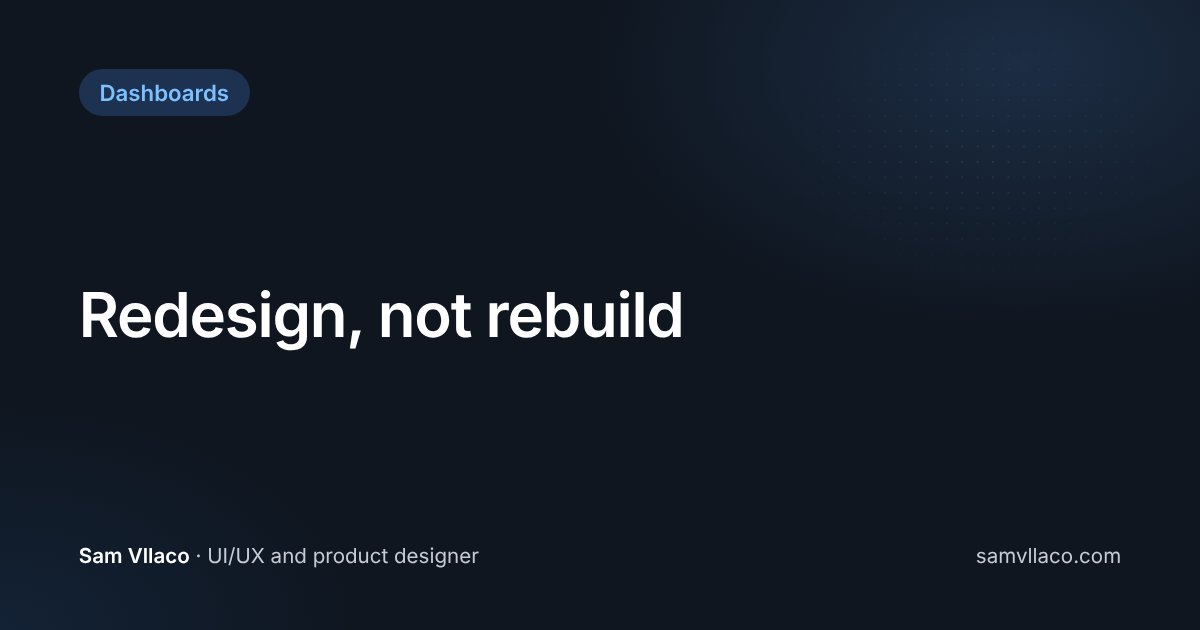 Dashboards
Redesign, not rebuild
Sam Vllaco · UI/UX and product designer
samvllaco.com